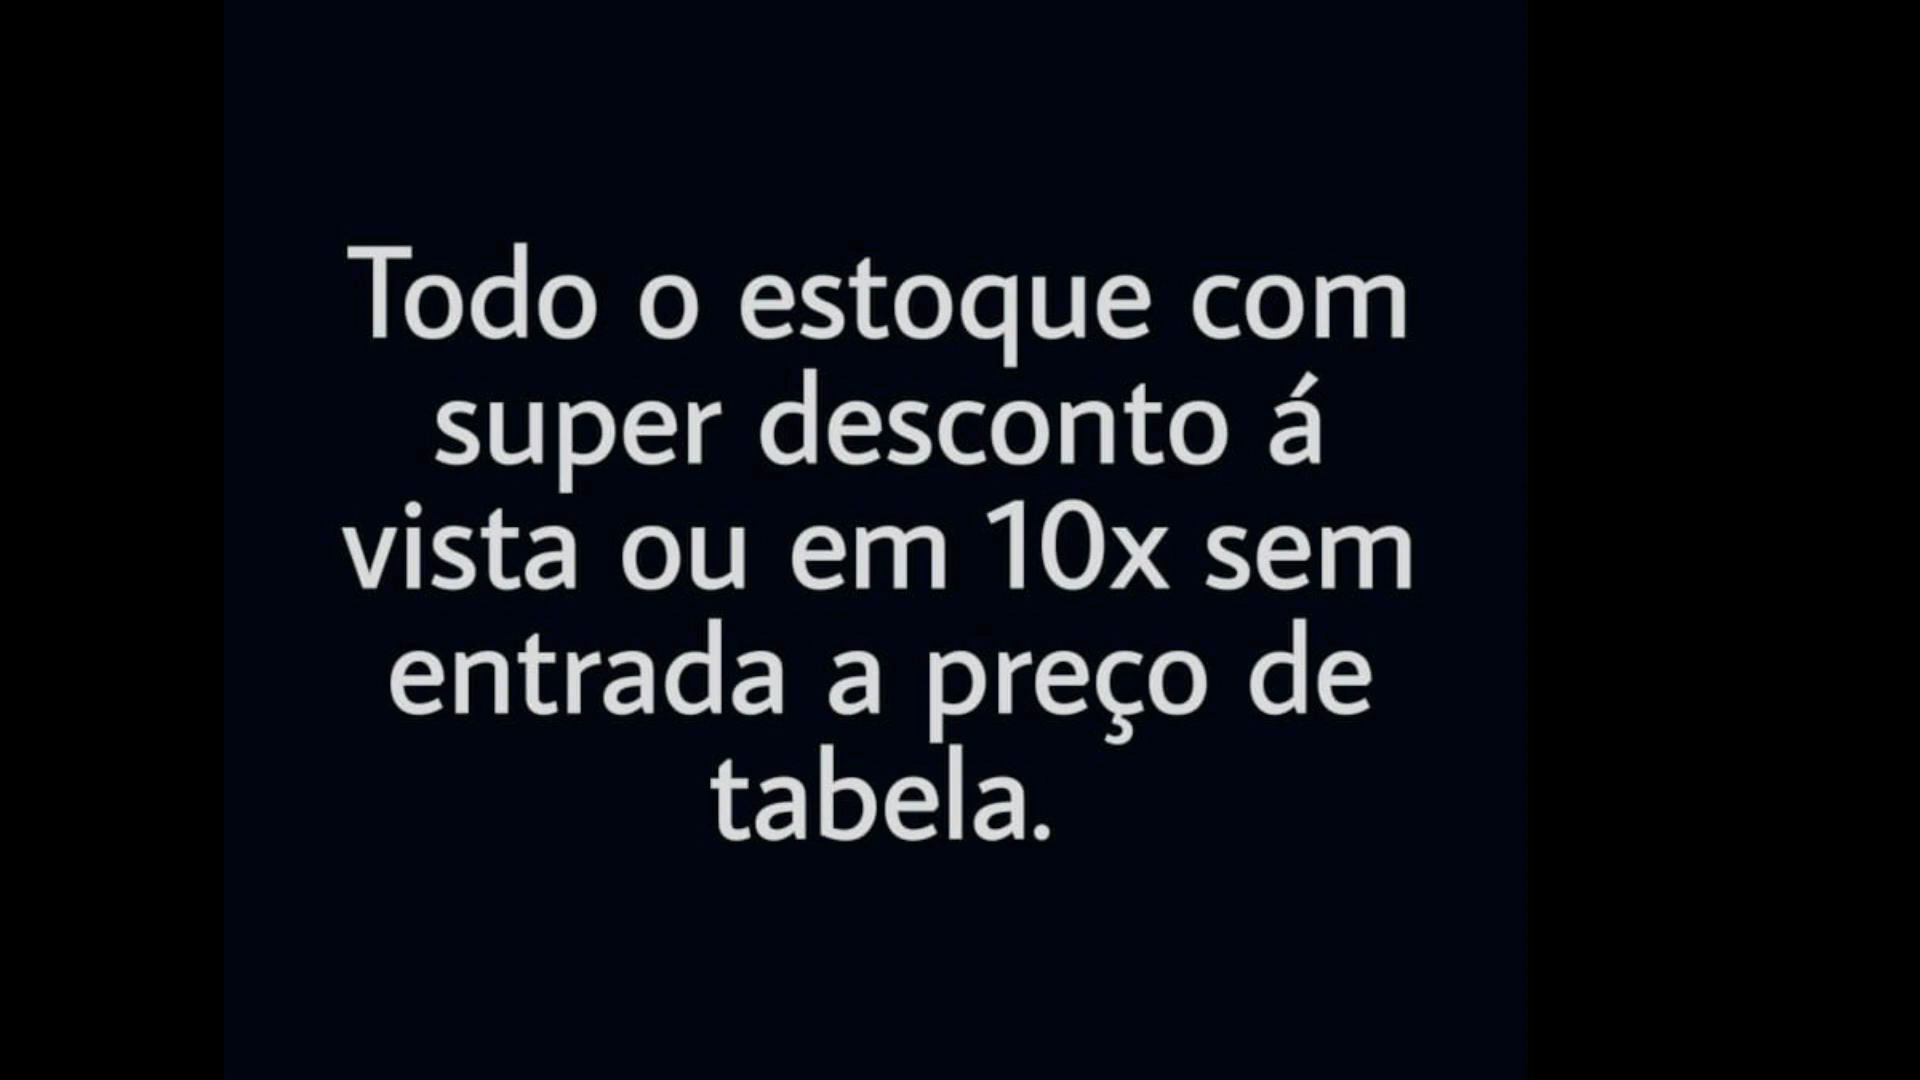 Todo o estoque com
super desconto á
vista ou em 10x sem
entrada a preço de
tabela.